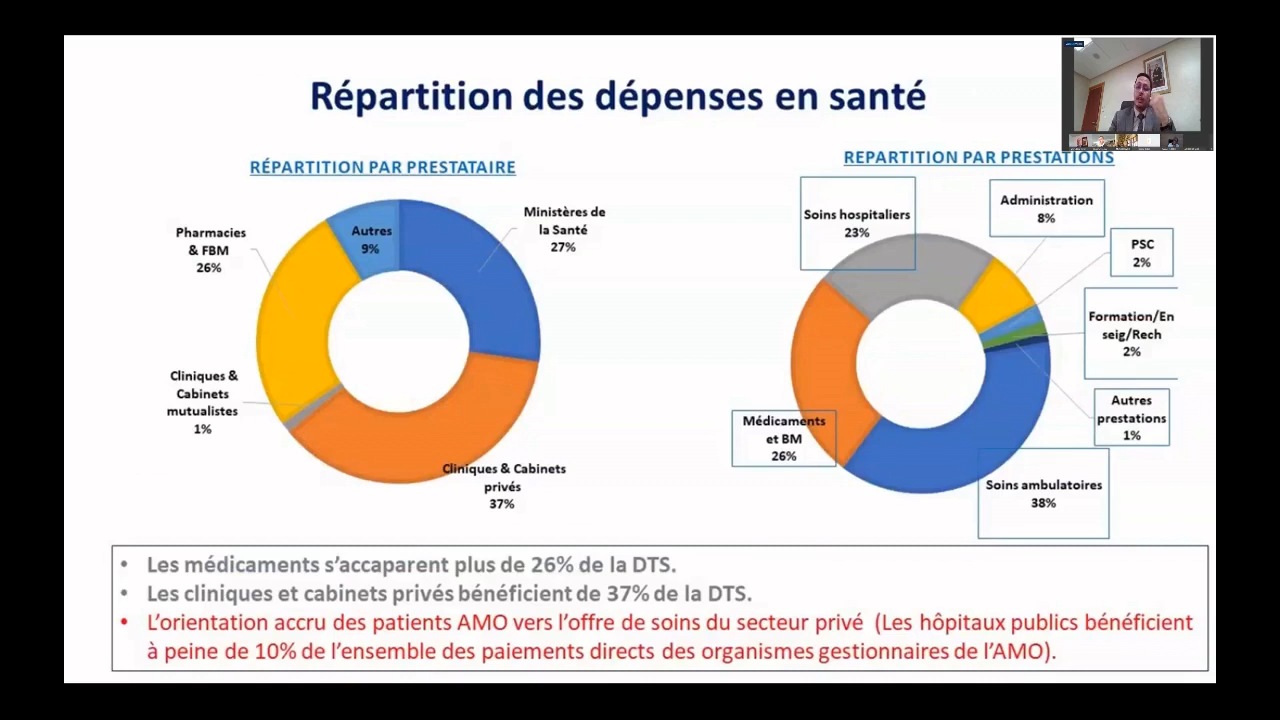 Répartition des dépenses en santé
RÉPARTITION PAR PRESTATAIRE
Autres
9%
Ministères de
la Santé
27%
Pharmacies
& FBM
26%
Cliniques &
Cabinets
mutualistes
1%
Cliniques & Cabinets
privés
37%
REPARTITION PAR PRESTATIONS
Soins hospitaliers
23%
Administration
8%
PSC
2%
Formation/En
seig/Rech
2%
Autres
prestations
1%
Médicaments
et BM
26%
Soins ambulatoires
38%
• Les médicaments s’accaparent plus de 26% de la DTS.
• Les cliniques et cabinets privés bénéficient de 37% de la DTS.
• L’orientation accru des patients AMO vers l’offre de soins du secteur privé (Les hôpitaux publics bénéficient
à peine de 10% de l’ensemble des paiements directs des organismes gestionnaires de l’AMO).